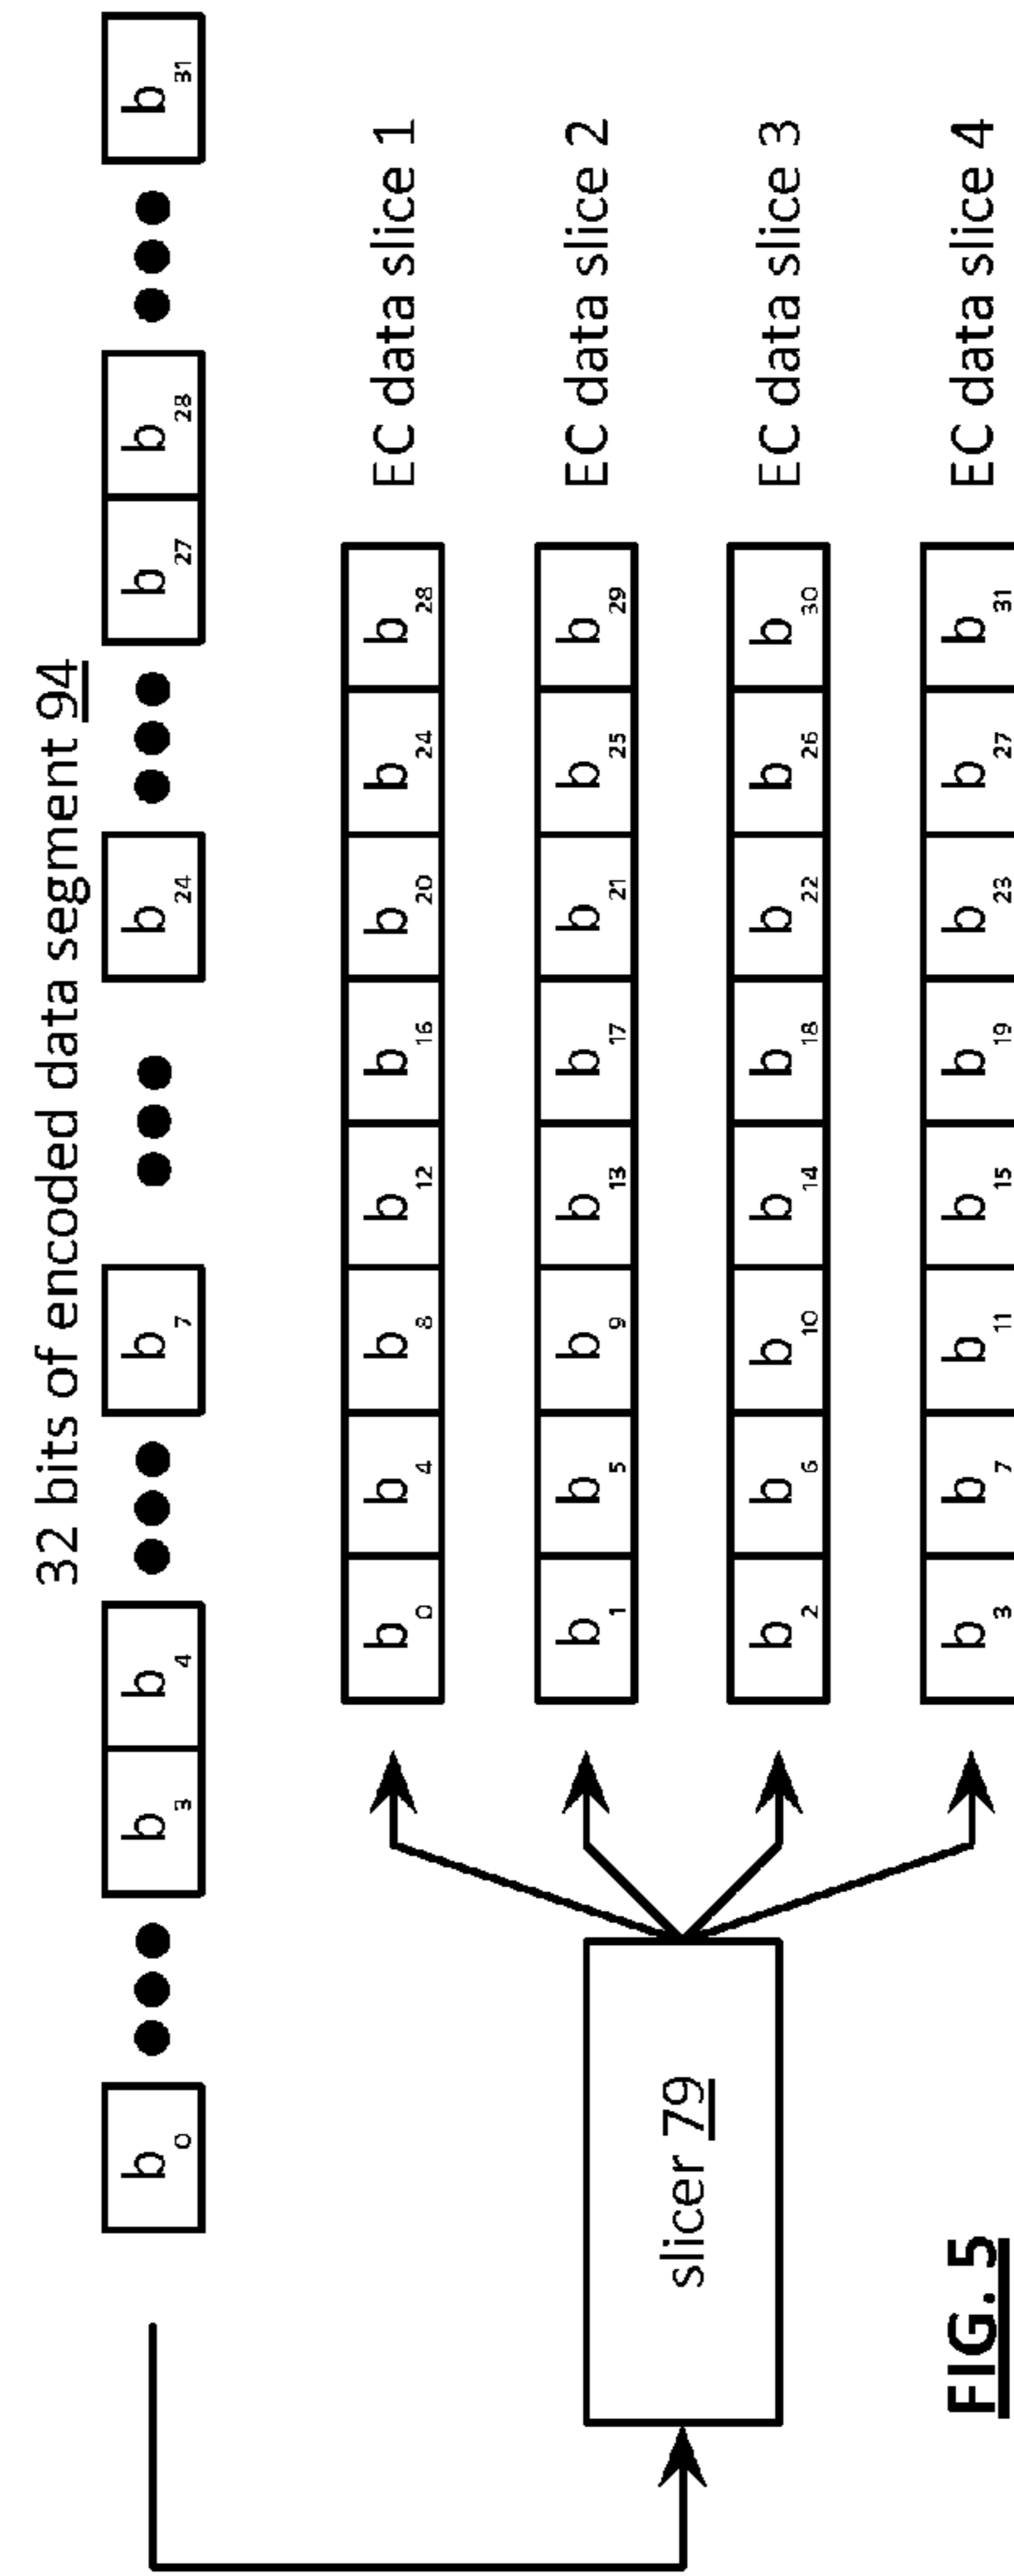 32 bits of encoded data segment 94
b0 ●●● b3 b4 ●●● b7 ●●● b24 ●●● b27 b28 ●●● b31
b0 b4 b8 b12 b16 b20 b24 b28 EC data slice 1
b1 b5 b9 b13 b17 b21 b25 b29 EC data slice 2
slicer 79
b2 b6 b10 b14 b18 b22 b26 b30 EC data slice 3
b3 b7 b11 b15 b19 b23 b27 b31 EC data slice 4
FIG. 5